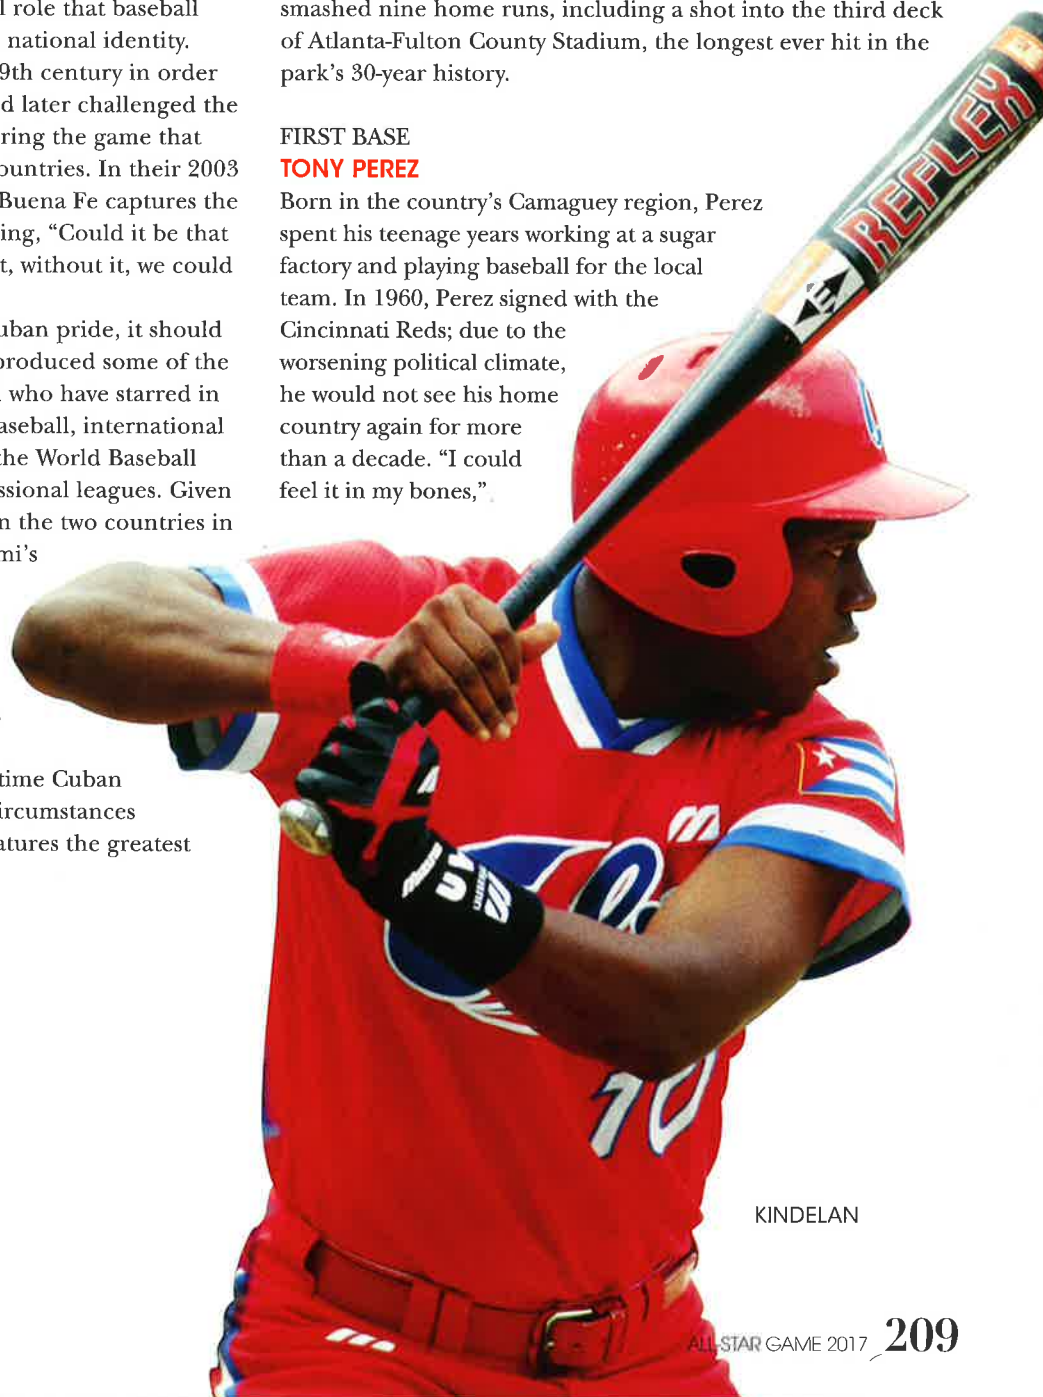 l role that baseball
national identity.
9th century in order
d later challenged the
ring the game that
ountries. In their 2003
Buena Fe captures the
ing, “Could it be that
t, without it, we could
uban pride, it should
produced some of the
who have starred in
aseball, international
the World Baseball
ssional leagues. Given
n the two countries in
mi's
time Cuban
ircumstances
atures the greatest
smashed nine home runs, including a shot into the third deck
of Atlanta-Fulton County Stadium, the longest ever hit in the
park's 30-year history.
FIRST BASE
TONY PEREZ
Born in the country's Camaguey region, Perez
spent his teenage years working at a sugar
factory and playing baseball for the local
team. In 1960, Perez signed with the
Cincinnati Reds; due to the
worsening political climate,
he would not see his home
country again for more
than a decade. “I could
feel it in my bones,”
REFLEX
E
10
KINDELAN
ALL-STAR GAME 2017 209